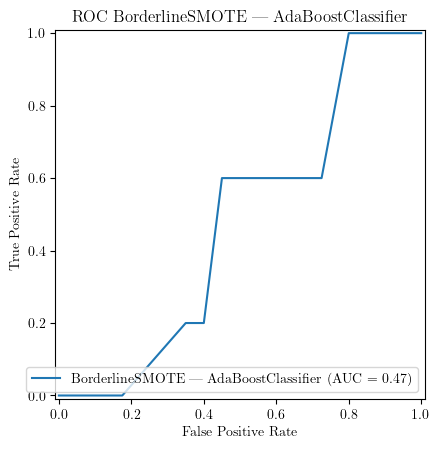 ROC BorderlineSMOTE — AdaBoostClassifier
True Positive Rate
1.0
0.8
0.6
0.4
0.2
0.0
BorderlineSMOTE — AdaBoostClassifier (AUC = 0.47)
0.0 0.2 0.4 0.6 0.8 1.0
False Positive Rate